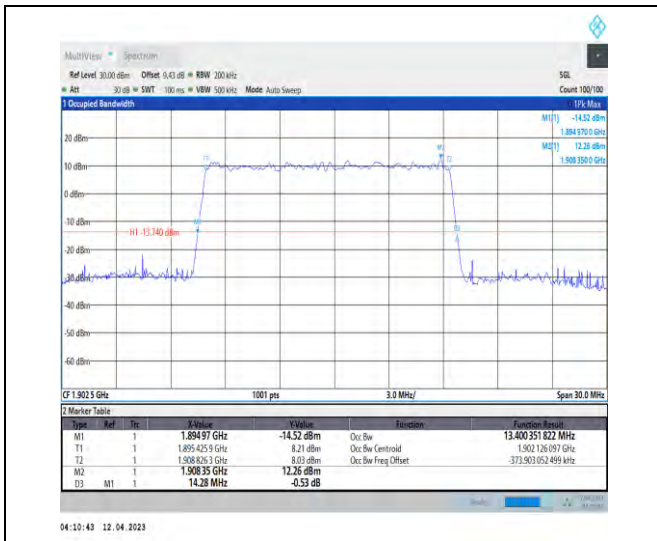 MultiView Spectrum
Ref Level 30.00 dBm Offset 9.43 dB RBW 200 kHz SGL
Att 30 dB SWT 100 ms VBW 500 kHz Mode Auto Sweep Count 100/100
1 Occupied Bandwidth 1Pk Max
M1[1] -14.52 dBm
1.894 970 0 GHz
M2[1] 12.26 dBm
1.908 350 0 GHz
20 dBm
10 dBm
0 dBm
-10 dBm
H1 -13.740 dBm
-20 dBm
-30 dBm
-40 dBm
-50 dBm
-60 dBm
T1
M2
T2
M1
D3
CF 1.902 5 GHz 1001 pts 3.0 MHz/ Span 30.0 MHz
2 Marker Table
Type Ref Trc X-Value Y-Value Function Function Result
M1 1 1.894 97 GHz -14.52 dBm Occ Bw 13.400 351 822 MHz
T1 1 1.895 425 9 GHz 8.21 dBm Occ Bw Centroid 1.902 126 097 GHz
T2 1 1.908 826 3 GHz 8.03 dBm Occ Bw Freq Offset -373.903 052 499 kHz
M2 1 1.908 35 GHz 12.26 dBm
D3 M1 1 14.28 MHz -0.53 dB
04:10:43 12.04.2023